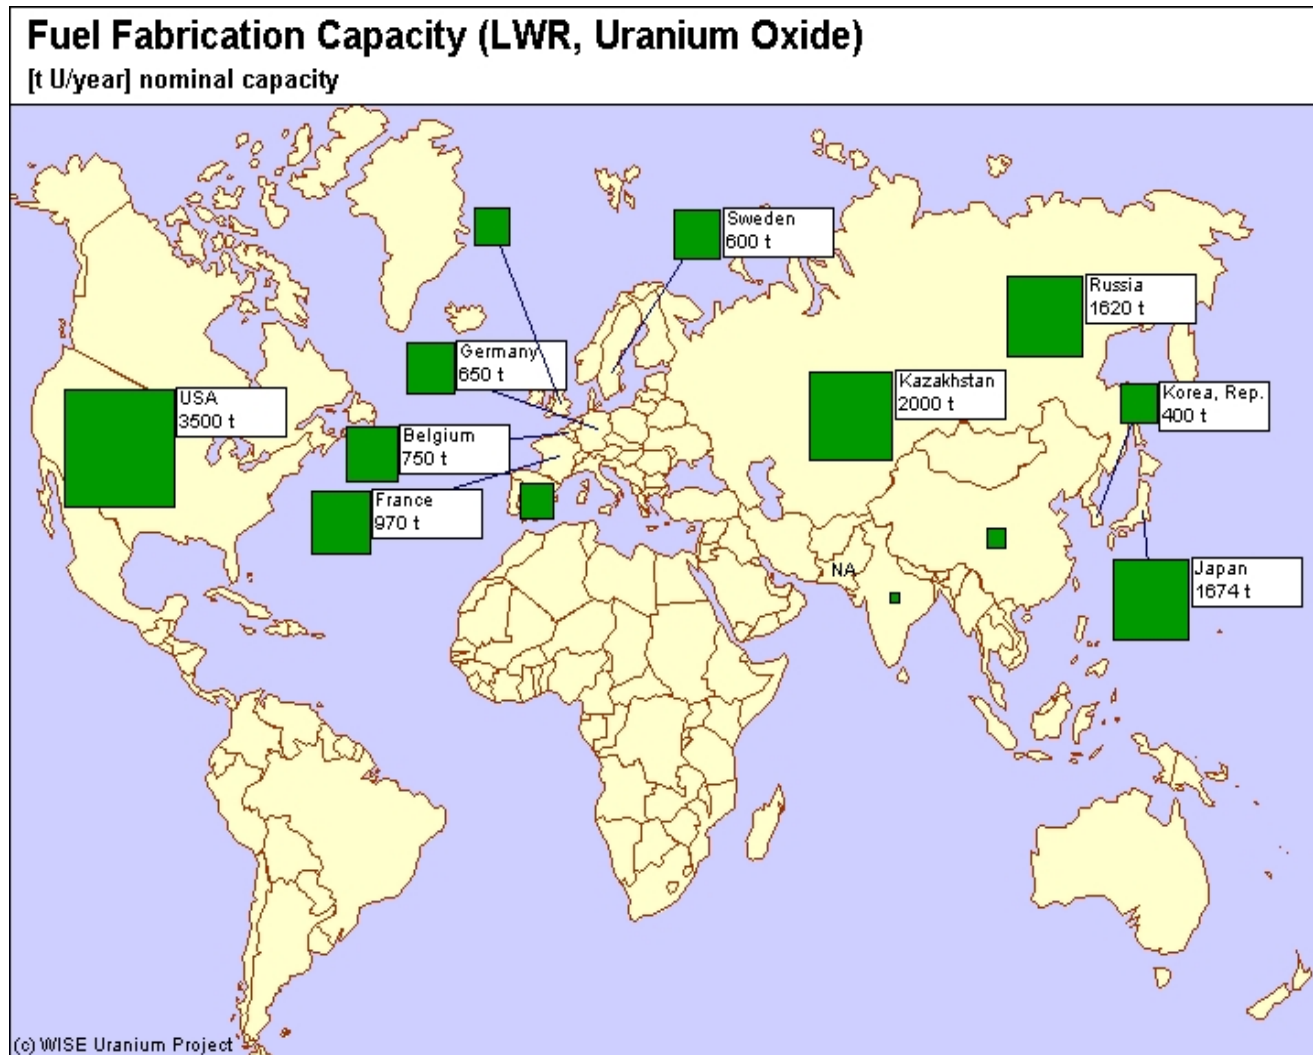 Fuel Fabrication Capacity (LWR, Uranium Oxide)
[t U/year] nominal capacity
Sweden
600 t
Russia
1620 t
Germany
650 t
USA
3500 t
Kazakhstan
2000 t
Korea, Rep.
400 t
Belgium
750 t
France
970 t
NA
Japan
1674 t
(c) WISE Uranium Project